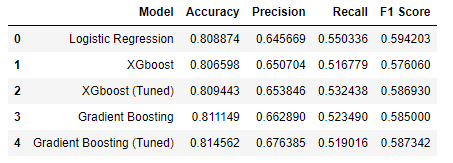 Model Accuracy Precision Recall F1 Score
0 Logistic Regression 0.808874 0.645669 0.550336 0.594203
1 XGboost 0.806598 0.650704 0.516779 0.576060
2 XGboost (Tuned) 0.809443 0.653846 0.532438 0.586930
3 Gradient Boosting 0.811149 0.662890 0.523490 0.585000
4 Gradient Boosting (Tuned) 0.814562 0.676385 0.519016 0.587342